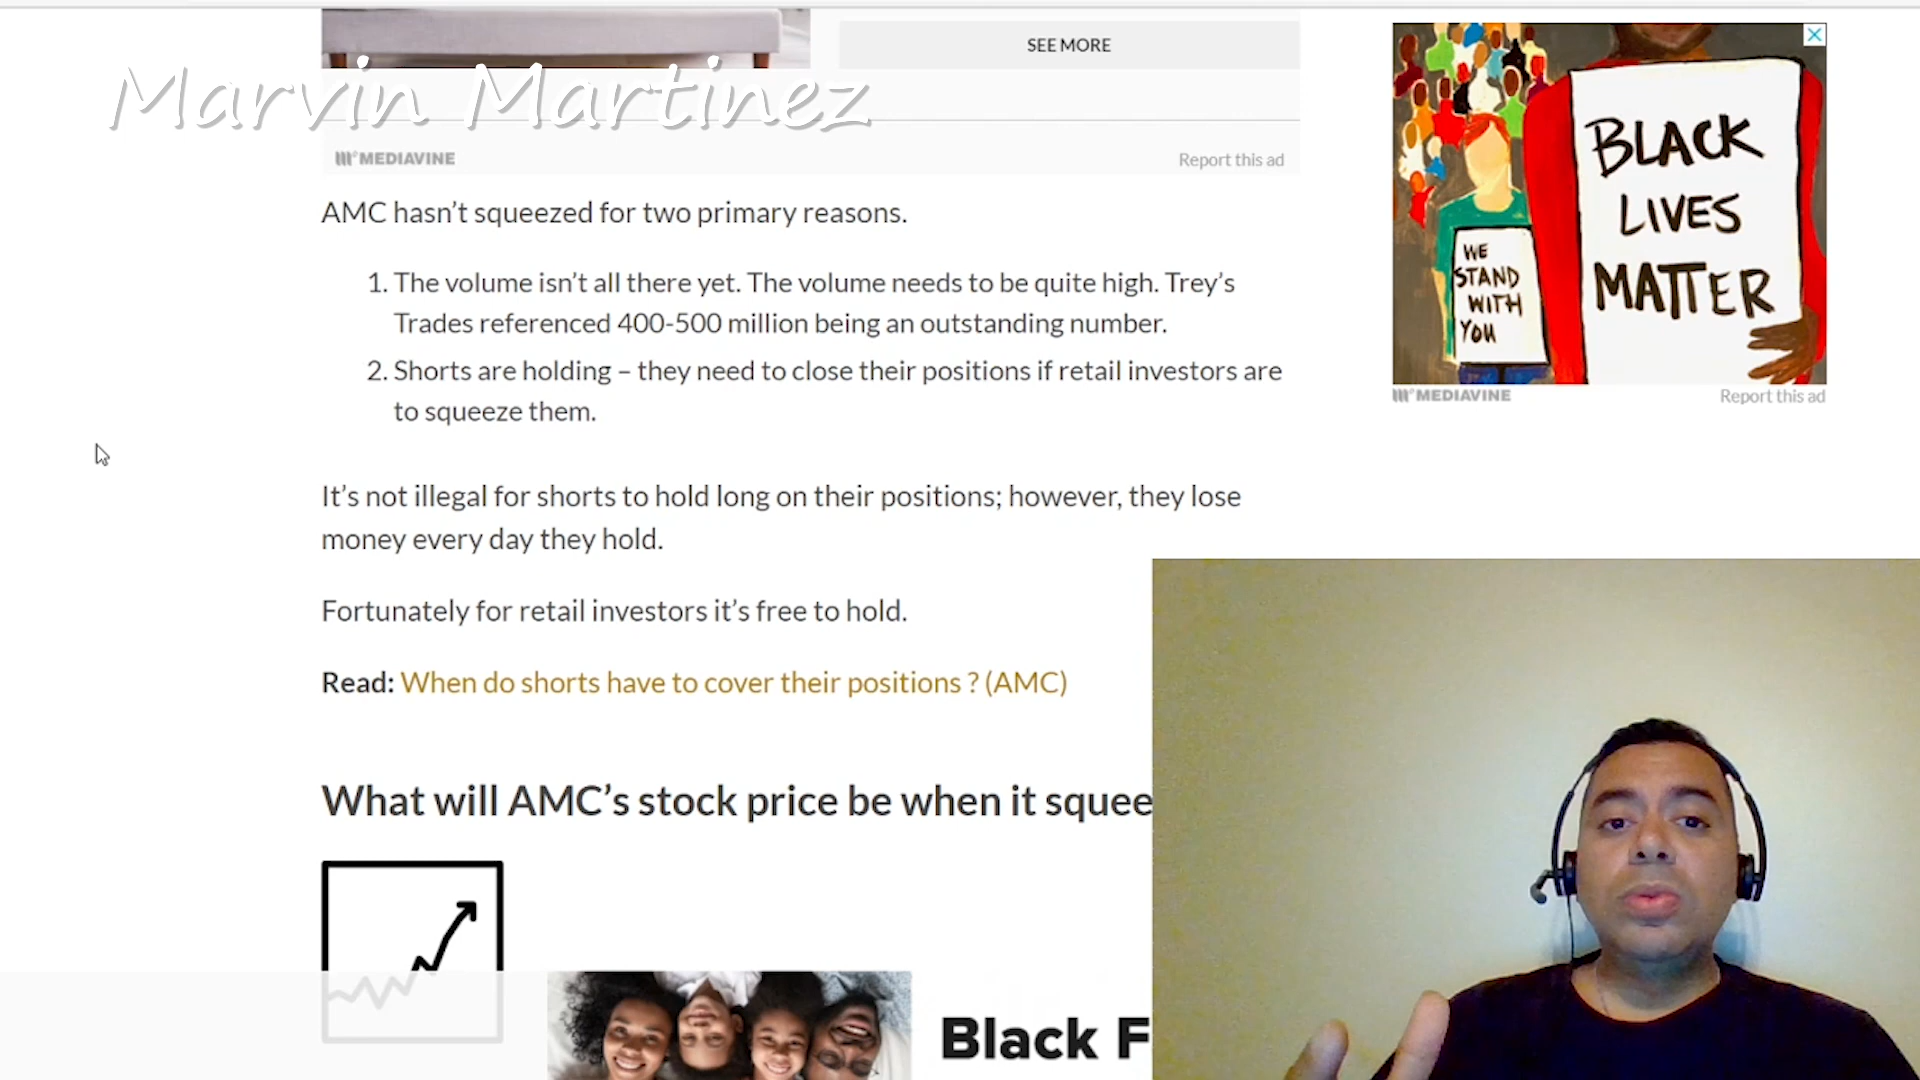 SEE MORE
Marvin Martinez
MEDIAVINE
Report this ad
AMC hasn’t squeezed for two primary reasons.
1. The volume isn’t all there yet. The volume needs to be quite high. Trey’s
Trades referenced 400-500 million being an outstanding number.
2. Shorts are holding – they need to close their positions if retail investors are
to squeeze them.
It’s not illegal for shorts to hold long on their positions; however, they lose
money every day they hold.
Fortunately for retail investors it’s free to hold.
Read: When do shorts have to cover their positions ? (AMC)
What will AMC’s stock price be when it squee
Black F
BLACK
LIVES
MATTER
WE
STAND
WITH
YOU
MEDIAVINE
Report this ad